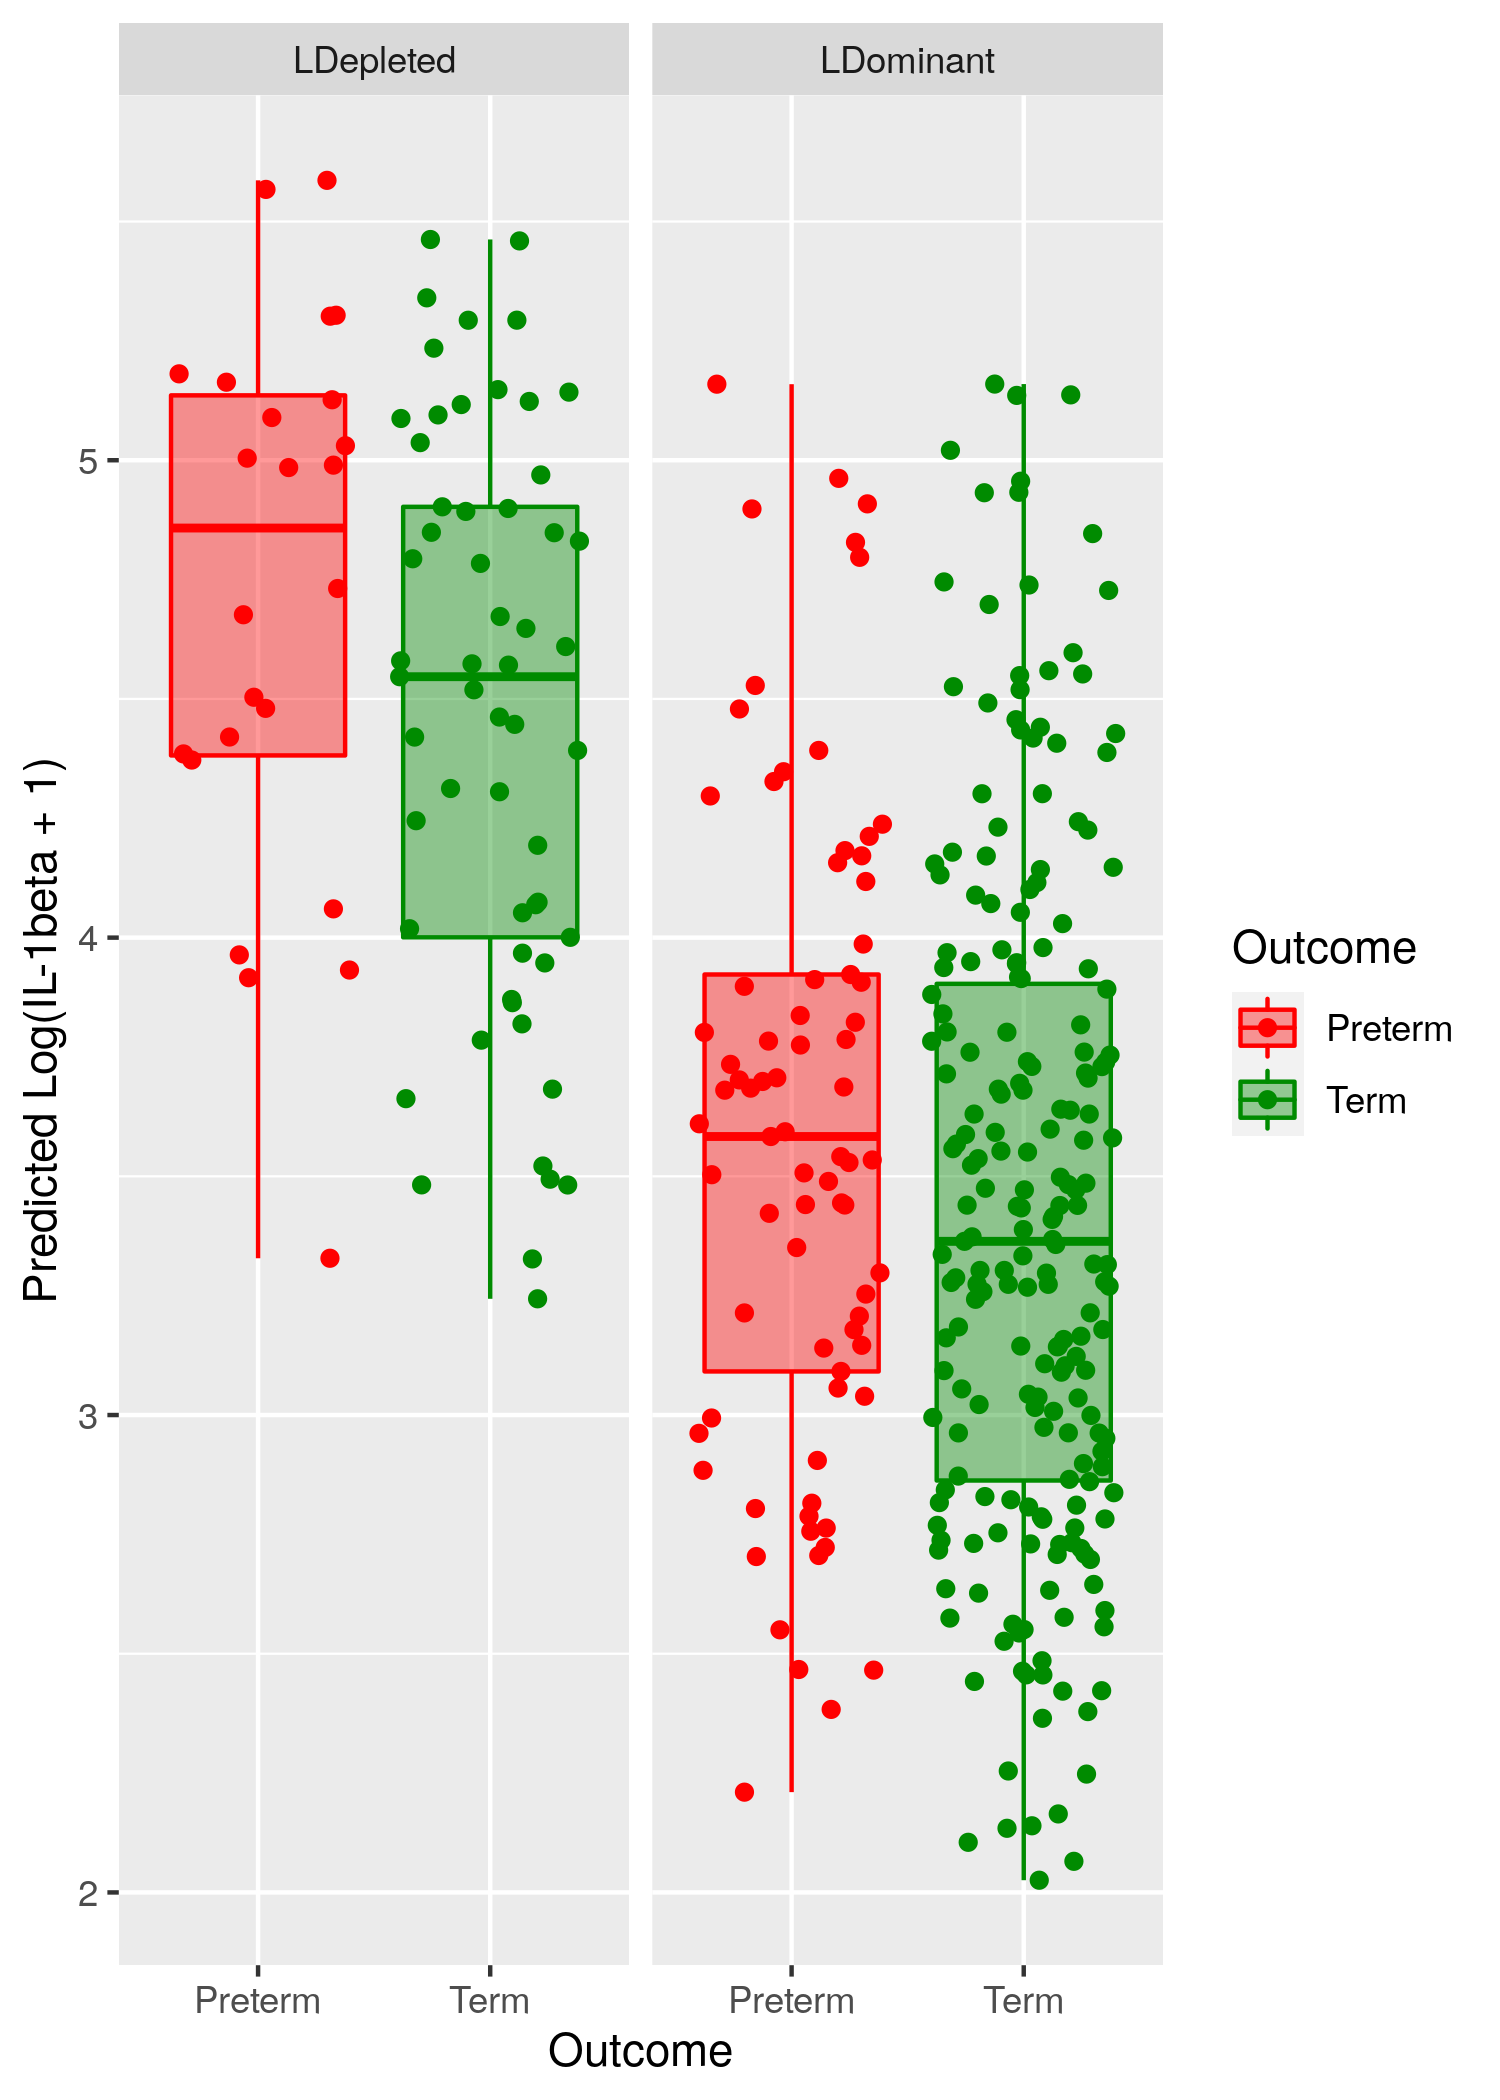 LDepleted
LDominant
Predicted Log(IL-1beta + 1)
5
4
3
2
Preterm
Term
Preterm
Term
Outcome
Outcome
Preterm
Term